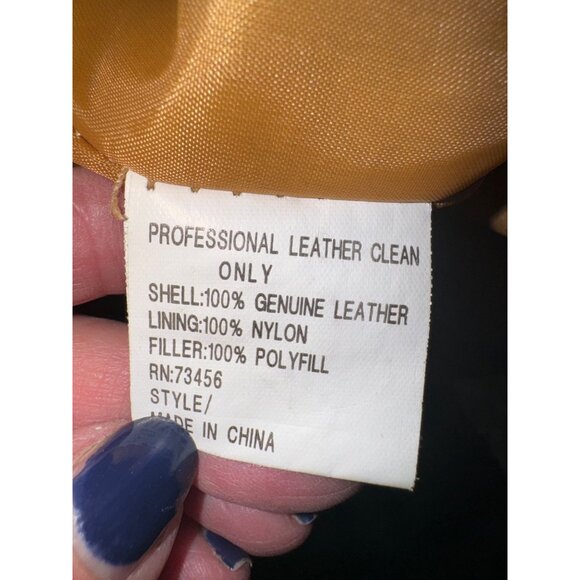 PROFESSIONAL LEATHER CLEAN
ONLY
SHELL:100% GENUINE LEATHER
LINING:100% NYLON
FILLER:100% POLYFILL
RN:73456
STYLE/
MADE IN CHINA